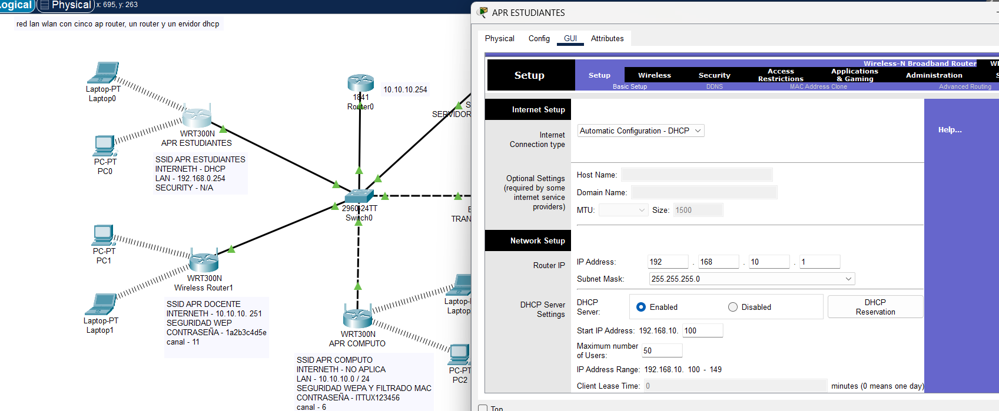 Logical
Physical
x: 695, y: 263
red lan wlan con cinco ap router, un router y un ervidor dhcp
Laptop-PT
Laptop0
PC-PT
PC0
WRT300N
APR ESTUDIANTES
SSID APR ESTUDIANTES
INTERNETH - DHCP
LAN - 192.168.0.254
SECURITY - N/A
1841
Router0
10.10.10.254
S
SERVIDOR
2960-24TT
Switch0
E
TRAN
PC-PT
PC1
WRT300N
Wireless Router1
Laptop-PT
Laptop1
SSID APR DOCENTE
INTERNETH - 10.10.10. 251
SEGURIDAD WEP
CONTRASEÑA - 1a2b3c4d5e
canal - 11
WRT300N
APR COMPUTO
Laptop-
Laptop
PC-PT
PC2
SSID APR COMPUTO
INTERNETH - NO APLICA
LAN - 10.10.10.0 / 24
SEGURIDAD WEPA Y FILTRADO MAC
CONTRASEÑA - ITTUX123456
canal - 6
APR ESTUDIANTES
Physical Config GUI Attributes
Wireless-N Broadband Router
Setup
Setup
Wireless
Security
Access
Restrictions
Applications
& Gaming
Administration
Basic Setup
DDNS
MAC Address Clone
Advanced Routing
Internet Setup
Internet
Connection type
Automatic Configuration - DHCP
Help...
Optional Settings
(required by some
internet service
providers)
Host Name:
Domain Name:
MTU:
Size: 1500
Network Setup
Router IP
IP Address: 192 . 168 . 10 . 1
Subnet Mask: 255.255.255.0
DHCP Server
Settings
DHCP
Server:
Enabled
Disabled
DHCP
Reservation
Start IP Address: 192.168.10. 100
Maximum number
of Users:
50
IP Address Range: 192.168.10. 100 - 149
Client Lease Time: 0 minutes (0 means one day)
Top